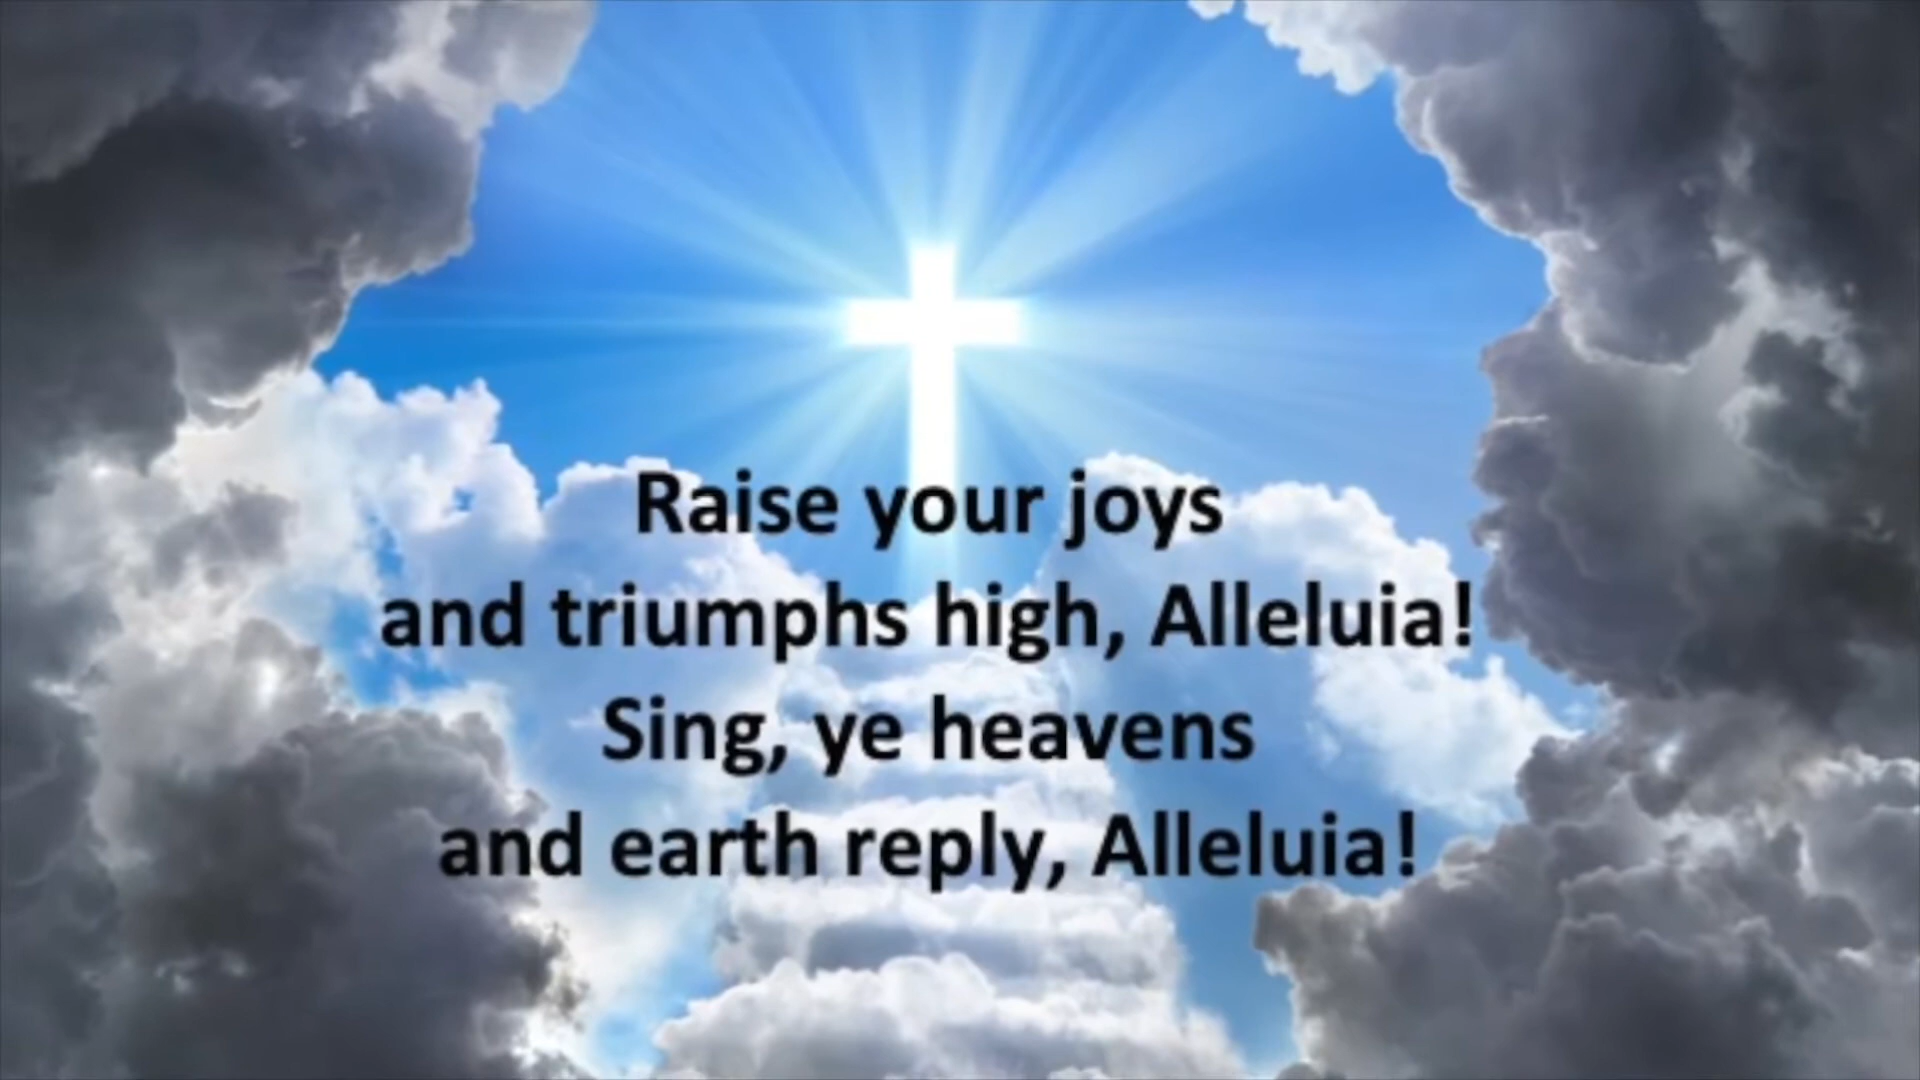 Raise your joys
and triumphs high, Alleluia!
Sing, ye heavens
and earth reply, Alleluia!